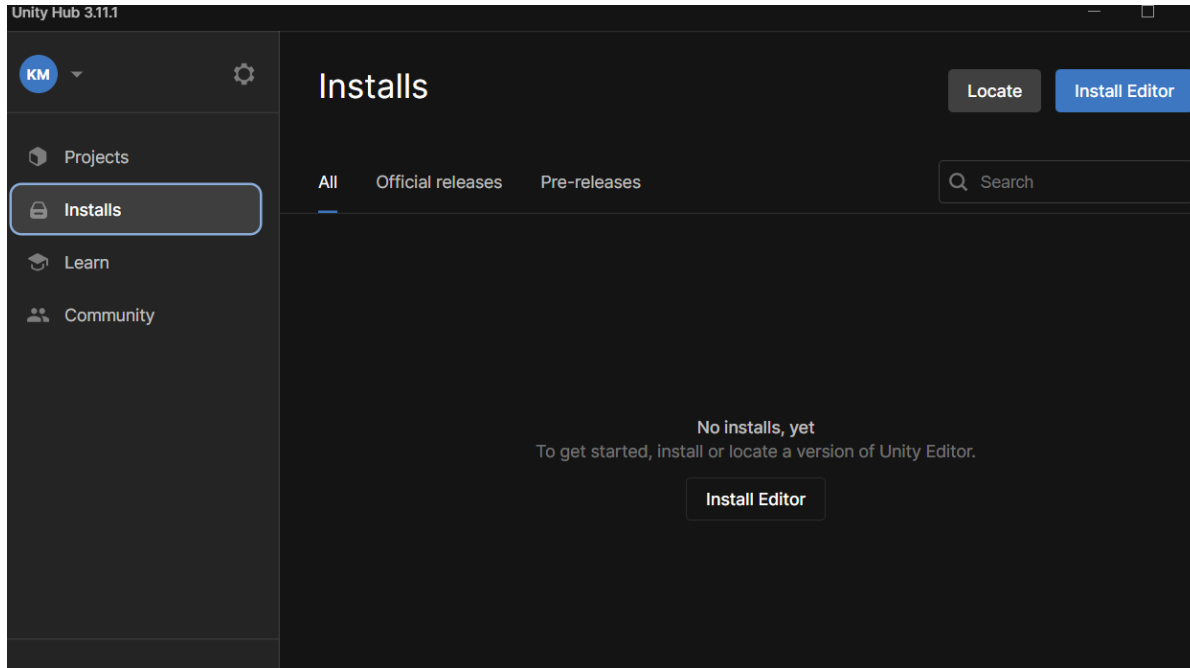 Unity Hub 3.11.1
KM
Installs
Locate
Install Editor
Projects
Installs
Learn
Community
All Official releases Pre-releases
Search
No installs, yet
To get started, install or locate a version of Unity Editor.
Install Editor